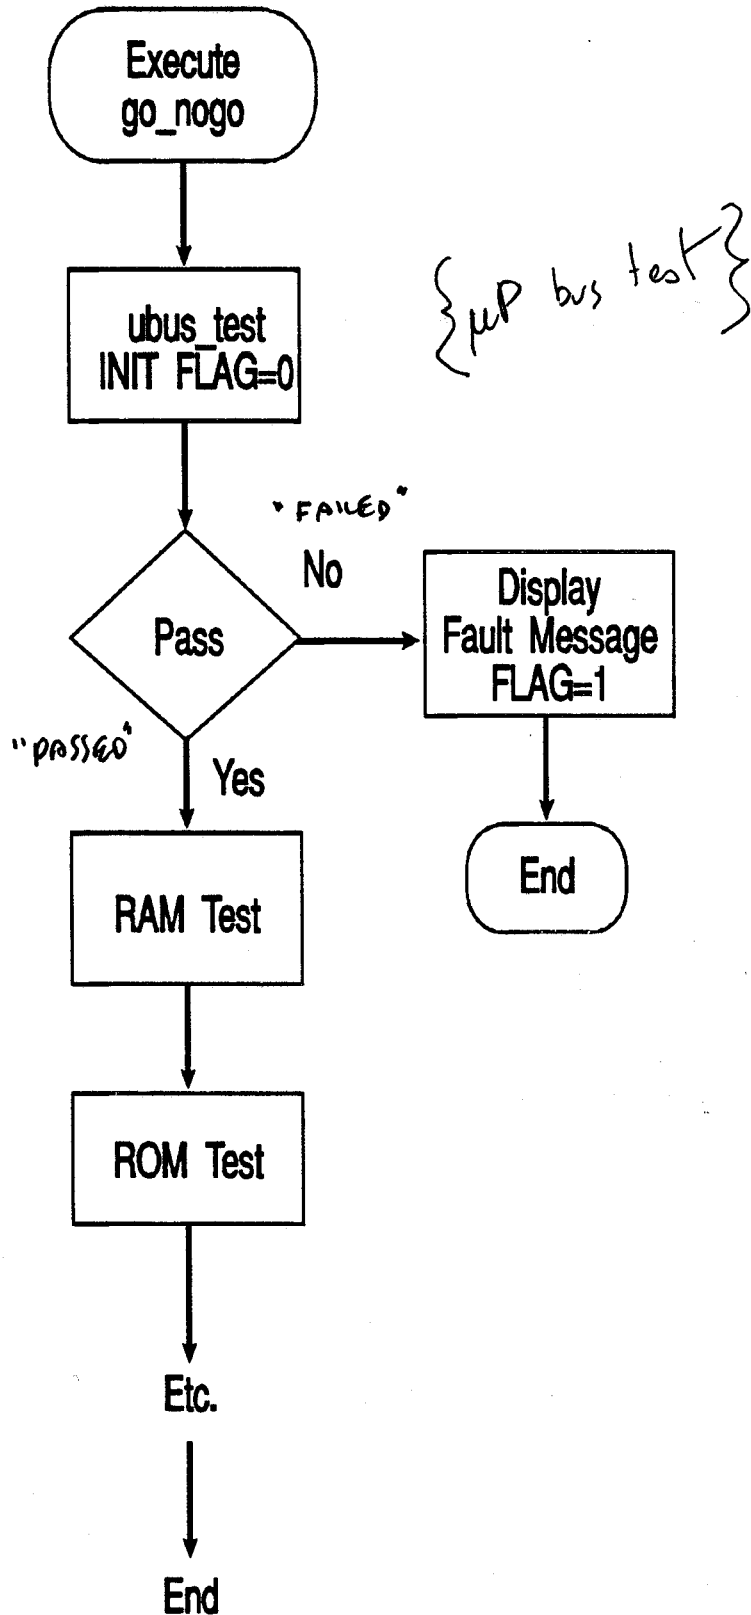 Execute
go_nogo
{μP bus test}
ubus_test
INIT FLAG=0
"FAILED"
No
Pass
Display
Fault Message
FLAG=1
"PASSED"
Yes
End
RAM Test
ROM Test
Etc.
End